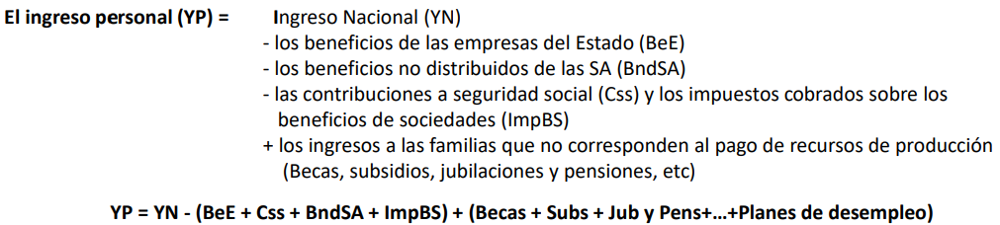 El ingreso personal (YP) = Ingreso Nacional (YN)
- los beneficios de las empresas del Estado (BeE)
- los beneficios no distribuidos de las SA (BndSA)
- las contribuciones a seguridad social (Css) y los impuestos cobrados sobre los
beneficios de sociedades (ImpBS)
+ los ingresos a las familias que no corresponden al pago de recursos de producción
(Becas, subsidios, jubilaciones y pensiones, etc)
YP = YN - (BeE + Css + BndSA + ImpBS) + (Becas + Subs + Jub y Pens+...+Planes de desempleo)